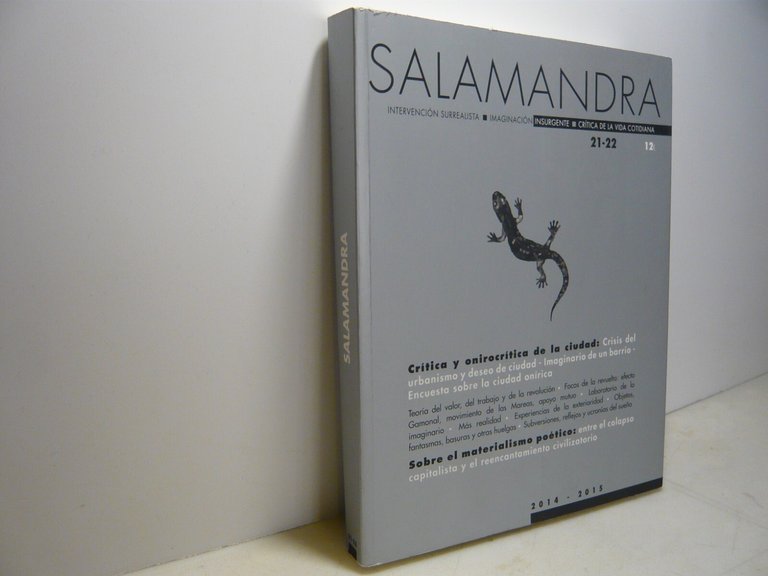 SALAMANDRA
INTERVENCIÓN SURREALISTA ■ IMAGINACIÓN INSURGENTE ■ CRÍTICA DE LA VIDA COTIDIANA
21-22 12€
Crítica y onirocrítica de la ciudad: Crisis del
urbanismo y deseo de ciudad · Imaginario de un barrio ·
Encuesta sobre la ciudad onírica
Teoría del valor, del trabajo y de la revolución · Focos de la revuelta: efecto
Gamonal, movimiento de las Mareas, apoyo mutuo · Laboratorio de lo
imaginario · Más realidad · Experiencias de la exterioridad · Objetos,
fantasmas, basuras y otras huelgas · Subversiones, reflejos y ucronías del sueño
Sobre el materialismo poético: entre el colapso
capitalista y el reencantamiento civilizatorio
2014 - 2015
SALAMANDRA